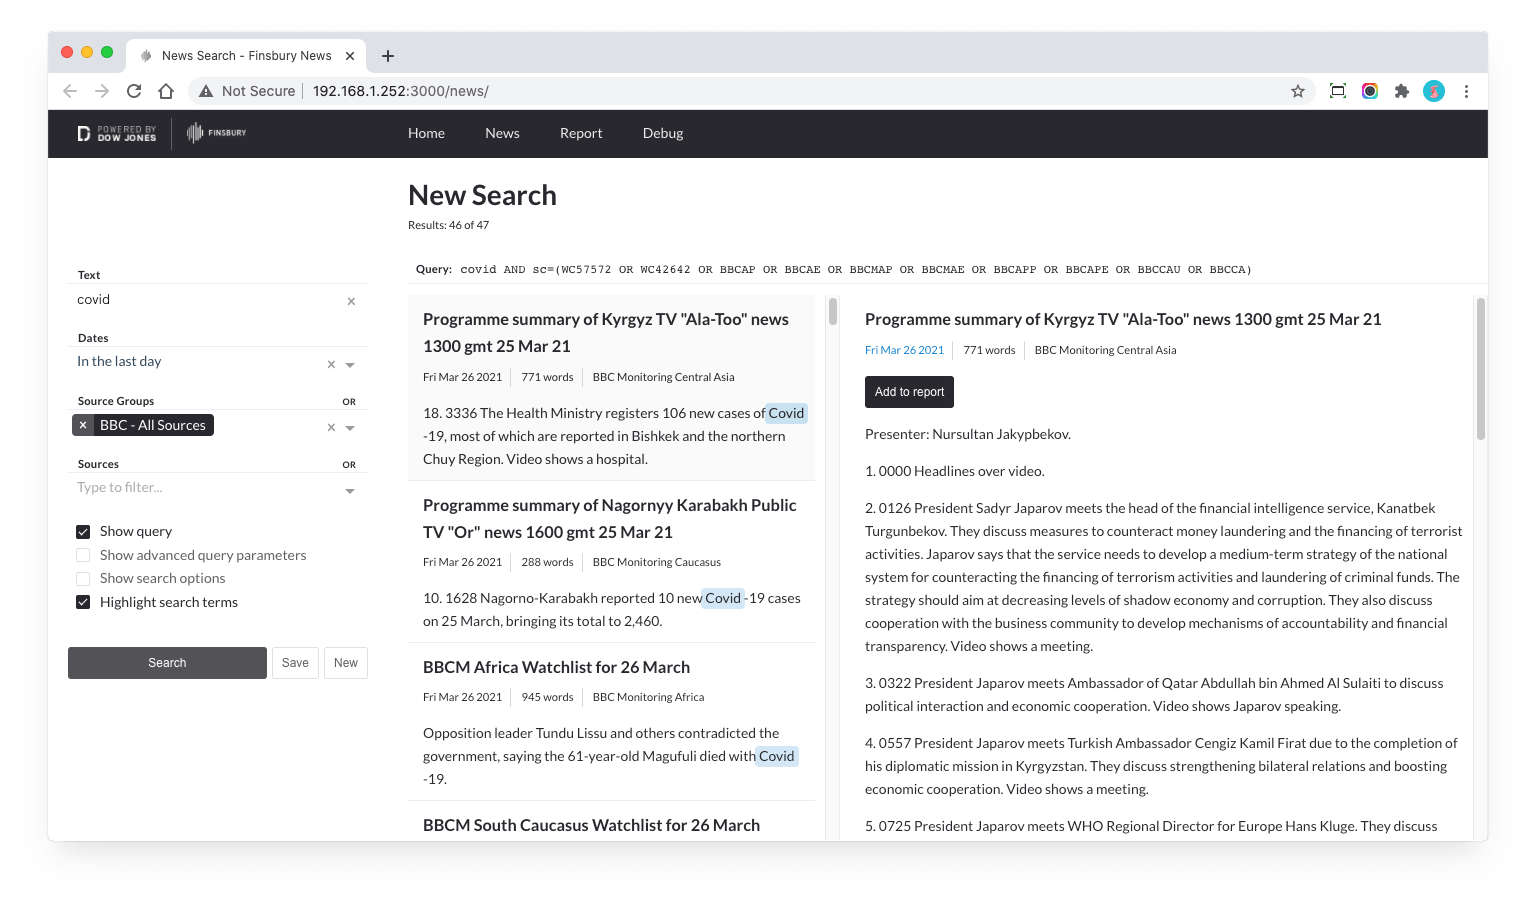 News Search - Finsbury News
Not Secure
192.168.1.252:3000/news/
POWERED BY
DOW JONES
FINSBURY
Home
News
Report
Debug
New Search
Results: 46 of 47
Query: covid AND sc=(WC57572 OR WC42642 OR BBCAP OR BBCAE OR BBCMAP OR BBCMAE OR BBCAPP OR BBCAPE OR BBCCAU OR BBCCA)
Text
covid
Dates
In the last day
Source Groups
OR
BBC - All Sources
Sources
OR
Type to filter...
Show query
Show advanced query parameters
Show search options
Highlight search terms
Search
Save
New
Programme summary of Kyrgyz TV "Ala-Too" news
1300 gmt 25 Mar 21
Fri Mar 26 2021
771 words
BBC Monitoring Central Asia
18. 3336 The Health Ministry registers 106 new cases of Covid
-19, most of which are reported in Bishkek and the northern
Chuy Region. Video shows a hospital.
Programme summary of Nagornyy Karabakh Public
TV "Or" news 1600 gmt 25 Mar 21
Fri Mar 26 2021
288 words
BBC Monitoring Caucasus
10. 1628 Nagorno-Karabakh reported 10 new Covid -19 cases
on 25 March, bringing its total to 2,460.
BBCM Africa Watchlist for 26 March
Fri Mar 26 2021
945 words
BBC Monitoring Africa
Opposition leader Tundu Lissu and others contradicted the
government, saying the 61-year-old Magufuli died with Covid
-19.
BBCM South Caucasus Watchlist for 26 March
Programme summary of Kyrgyz TV "Ala-Too" news 1300 gmt 25 Mar 21
Fri Mar 26 2021
771 words
BBC Monitoring Central Asia
Add to report
Presenter: Nursultan Jakypbekov.
1. 0000 Headlines over video.
2. 0126 President Sadyr Japarov meets the head of the financial intelligence service, Kanatbek
Turgunbekov. They discuss measures to counteract money laundering and the financing of terrorist
activities. Japarov says that the service needs to develop a medium-term strategy of the national
system for counteracting the financing of terrorism activities and laundering of criminal funds. The
strategy should aim at decreasing levels of shadow economy and corruption. They also discuss
cooperation with the business community to develop mechanisms of accountability and financial
transparency. Video shows a meeting.
3. 0322 President Japarov meets Ambassador of Qatar Abdullah bin Ahmed Al Sulaiti to discuss
political interaction and economic cooperation. Video shows Japarov speaking.
4. 0557 President Japarov meets Turkish Ambassador Cengiz Kamil Firat due to the completion of
his diplomatic mission in Kyrgyzstan. They discuss strengthening bilateral relations and boosting
economic cooperation. Video shows a meeting.
5. 0725 President Japarov meets WHO Regional Director for Europe Hans Kluge. They discuss